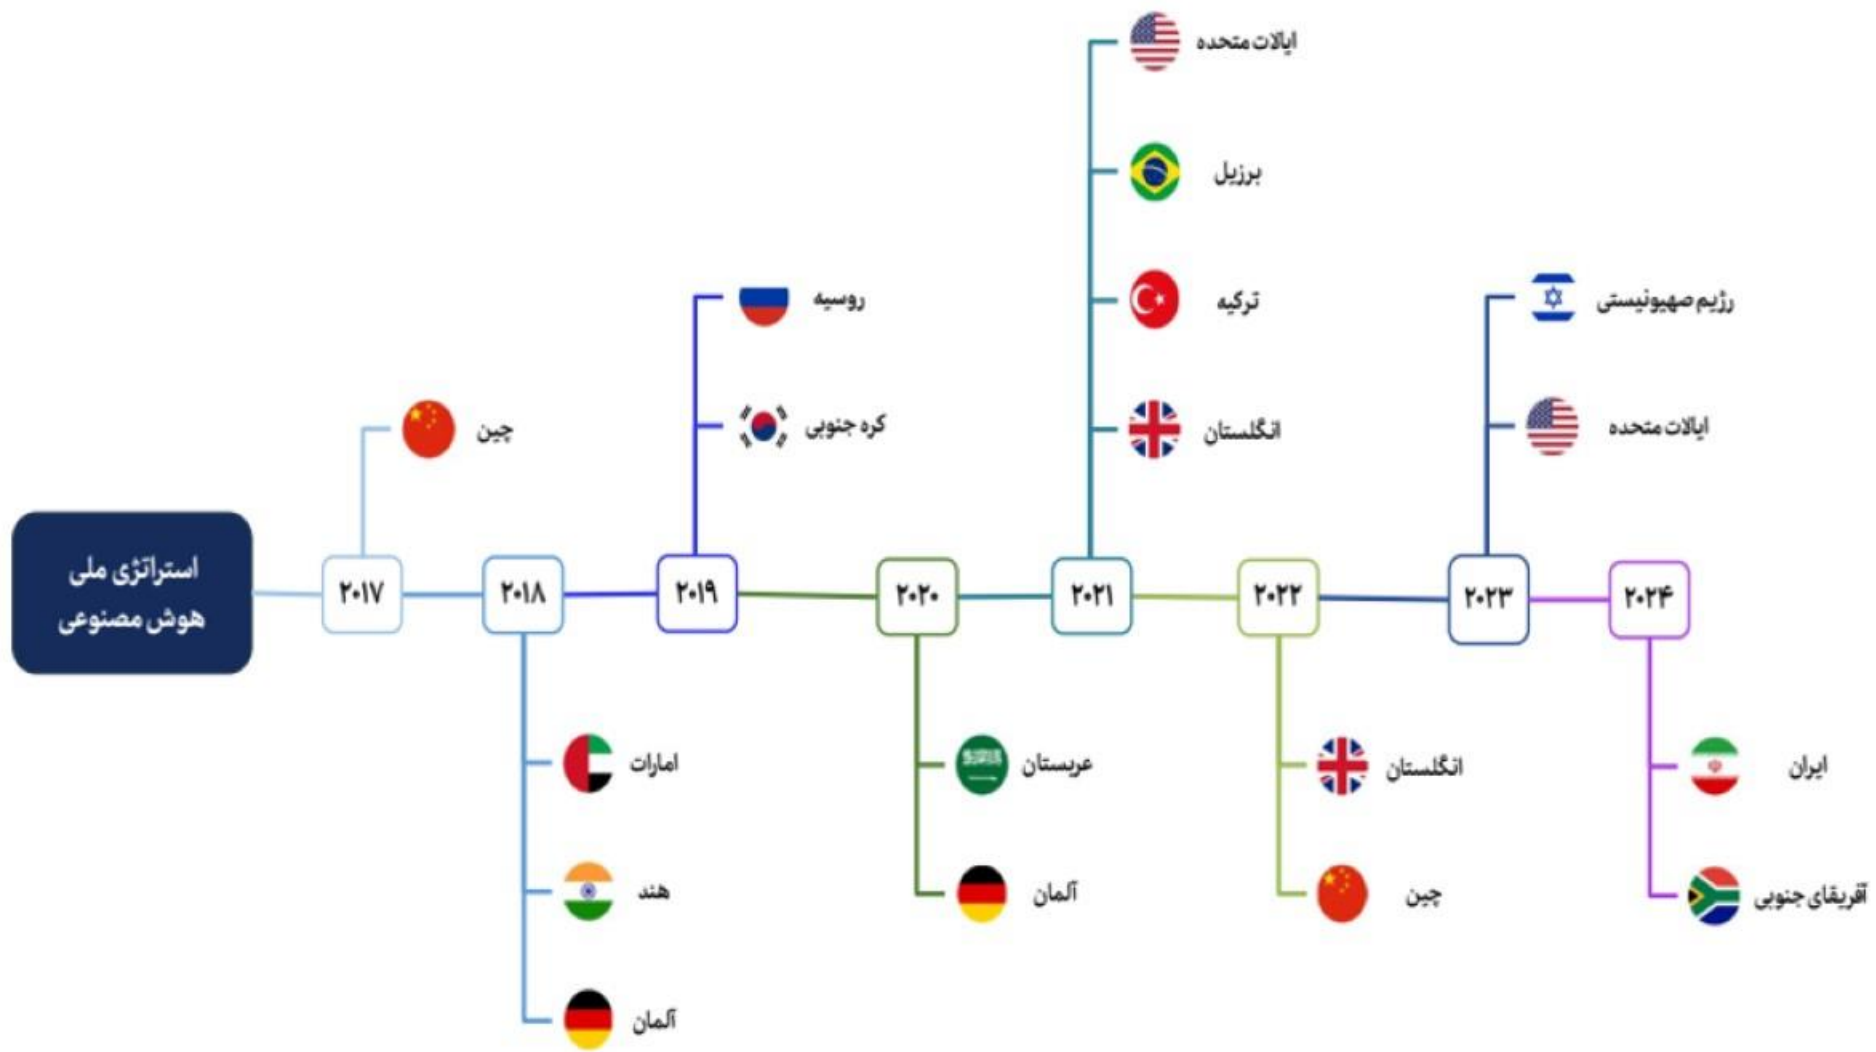 استراتژی ملی
هوش مصنوعی
۲۰۱۷
چین
۲۰۱۸
امارات
هند
آلمان
۲۰۱۹
روسیه
کره جنوبی
۲۰۲۰
عربستان
آلمان
۲۰۲۱
ایالات متحده
برزیل
ترکیه
انگلستان
۲۰۲۲
انگلستان
چین
۲۰۲۳
رژیم صهیونیستی
ایالات متحده
۲۰۲۴
ایران
آفریقای جنوبی